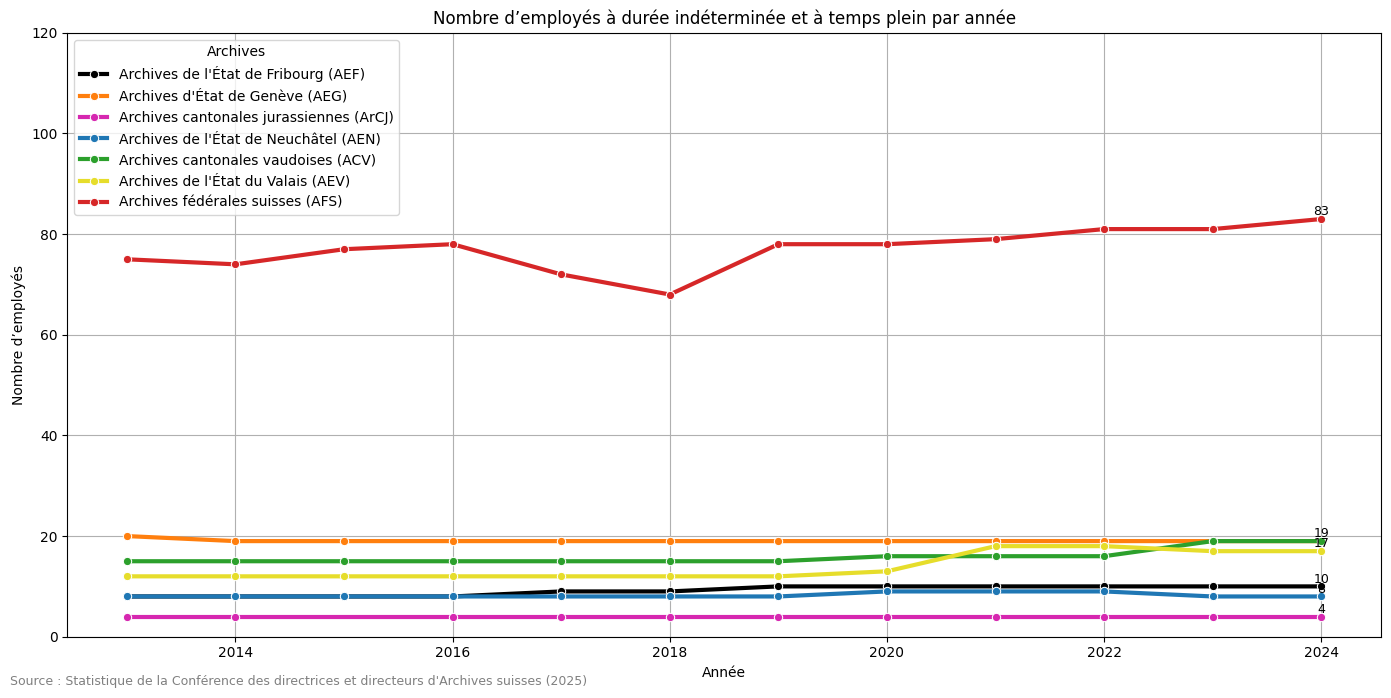 Nombre d’employés à durée indéterminée et à temps plein par année
Archives
Archives de l'État de Fribourg (AEF)
Archives d'État de Genève (AEG)
Archives cantonales jurassiennes (ArCJ)
Archives de l'État de Neuchâtel (AEN)
Archives cantonales vaudoises (ACV)
Archives de l'État du Valais (AEV)
Archives fédérales suisses (AFS)
Nombre d’employés
120
100
80
60
40
20
0
83
19
17
10
8
4
2014 2016 2018 2020 2022 2024
Année
Source : Statistique de la Conférence des directrices et directeurs d'Archives suisses (2025)